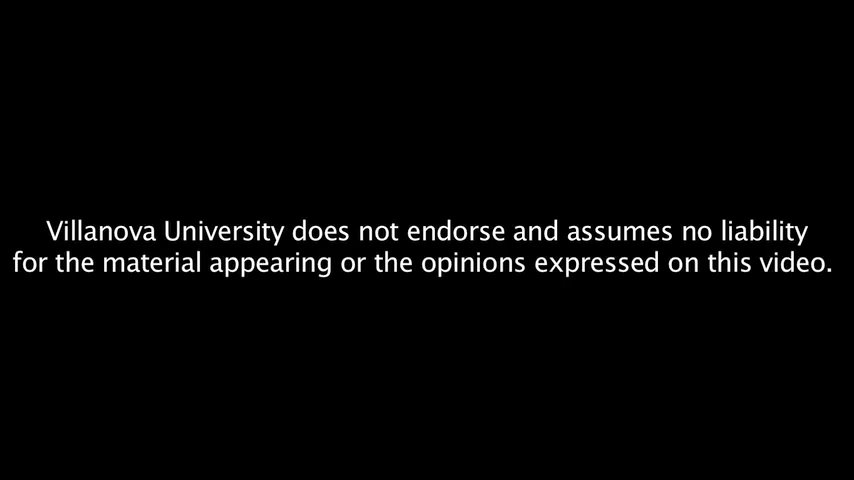 Villanova University does not endorse and assumes no liability
for the material appearing or the opinions expressed on this video.